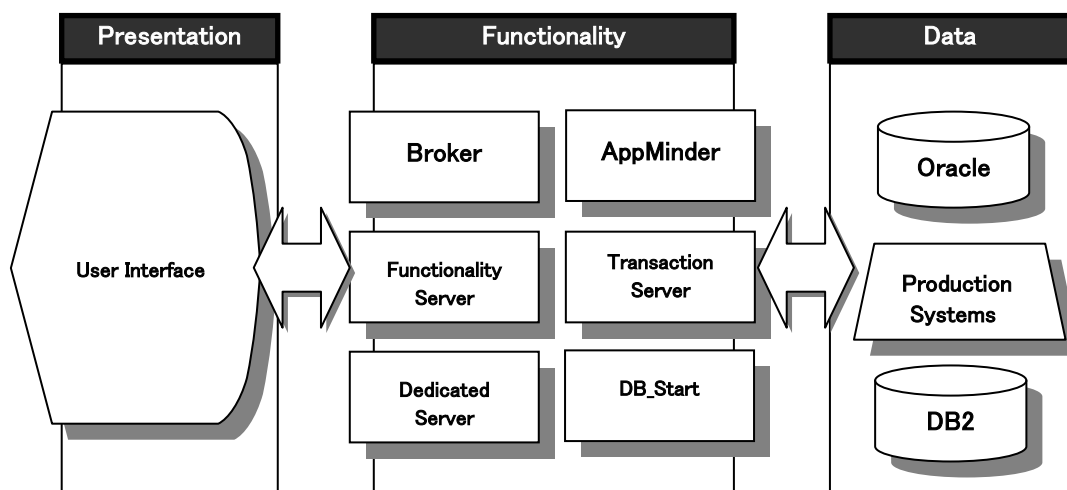 Presentation
Functionality
Data
Broker
AppMinder
Oracle
User Interface
Functionality
Server
Transaction
Server
Production
Systems
Dedicated
Server
DB_Start
DB2